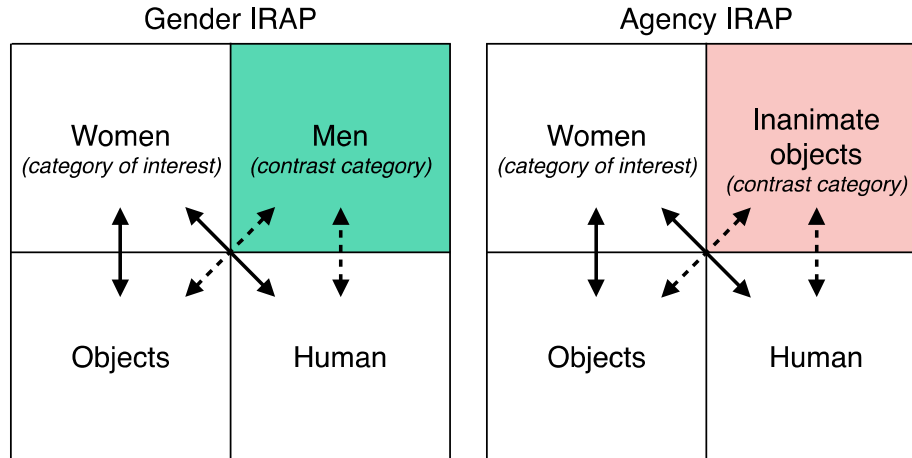 Gender IRAP
Women
(category of interest)
Men
(contrast category)
Objects
Human
Agency IRAP
Women
(category of interest)
Inanimate
objects
(contrast category)
Objects
Human